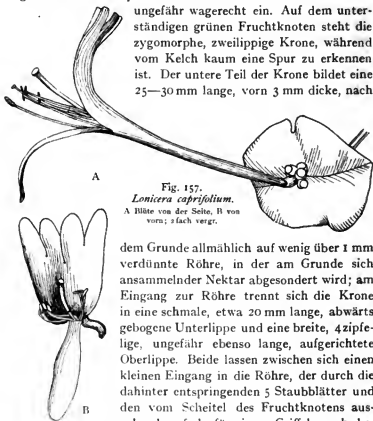 ungefähr wagerecht ein. Auf dem unter-
ständigen grünen Fruchtknoten steht die
zygomorphe, zweilippige Krone, während
vom Kelch kaum eine Spur zu erkennen
ist. Der untere Teil der Krone bildet eine
25—30 mm lange, vorn 3 mm dicke, nach
A
Fig. 157.
Lonicera caprifolium.
A Blüte von der Seite, B von
vorn; 2 fach vergr.
dem Grunde allmählich auf wenig über 1 mm
verdünnte Röhre, in der am Grunde sich
ansammelnder Nektar abgesondert wird; am
Eingang zur Röhre trennt sich die Krone
in eine schmale, etwa 20 mm lange, abwärts
gebogene Unterlippe und eine breite, 4zipfe-
lige, ungefähr ebenso lange, aufgerichtete
Oberlippe. Beide lassen zwischen sich einen
kleinen Eingang in die Röhre, der durch die
dahinter entspringenden 5 Staubblätter und
den vom Scheitel des Fruchtknotens aus-
B